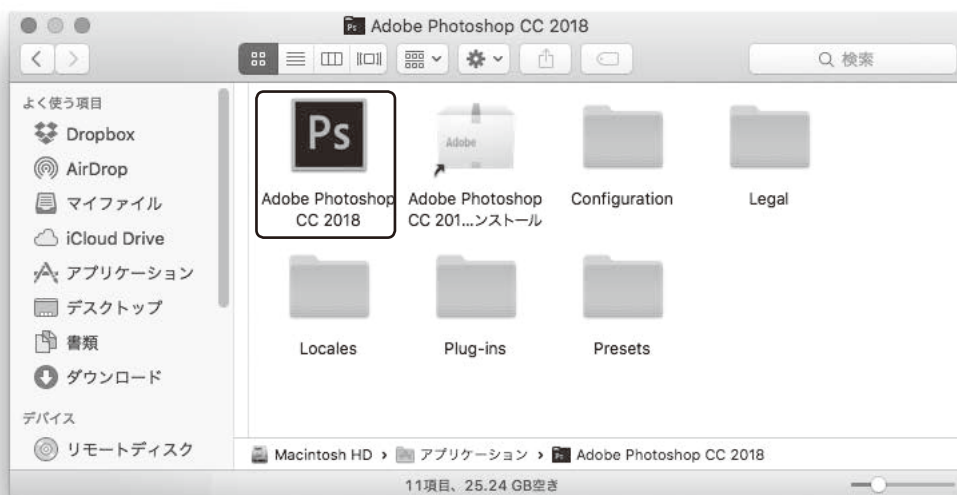 Adobe Photoshop CC 2018
検索
よく使う項目
Dropbox
AirDrop
マイファイル
iCloud Drive
アプリケーション
デスクトップ
書類
ダウンロード
デバイス
リモートディスク
Ps
Adobe
Adobe Photoshop
CC 2018
Adobe Photoshop
CC 201...ンストール
Configuration
Legal
Locales
Plug-ins
Presets
Macintosh HD › アプリケーション › Adobe Photoshop CC 2018
11項目、25.24 GB空き